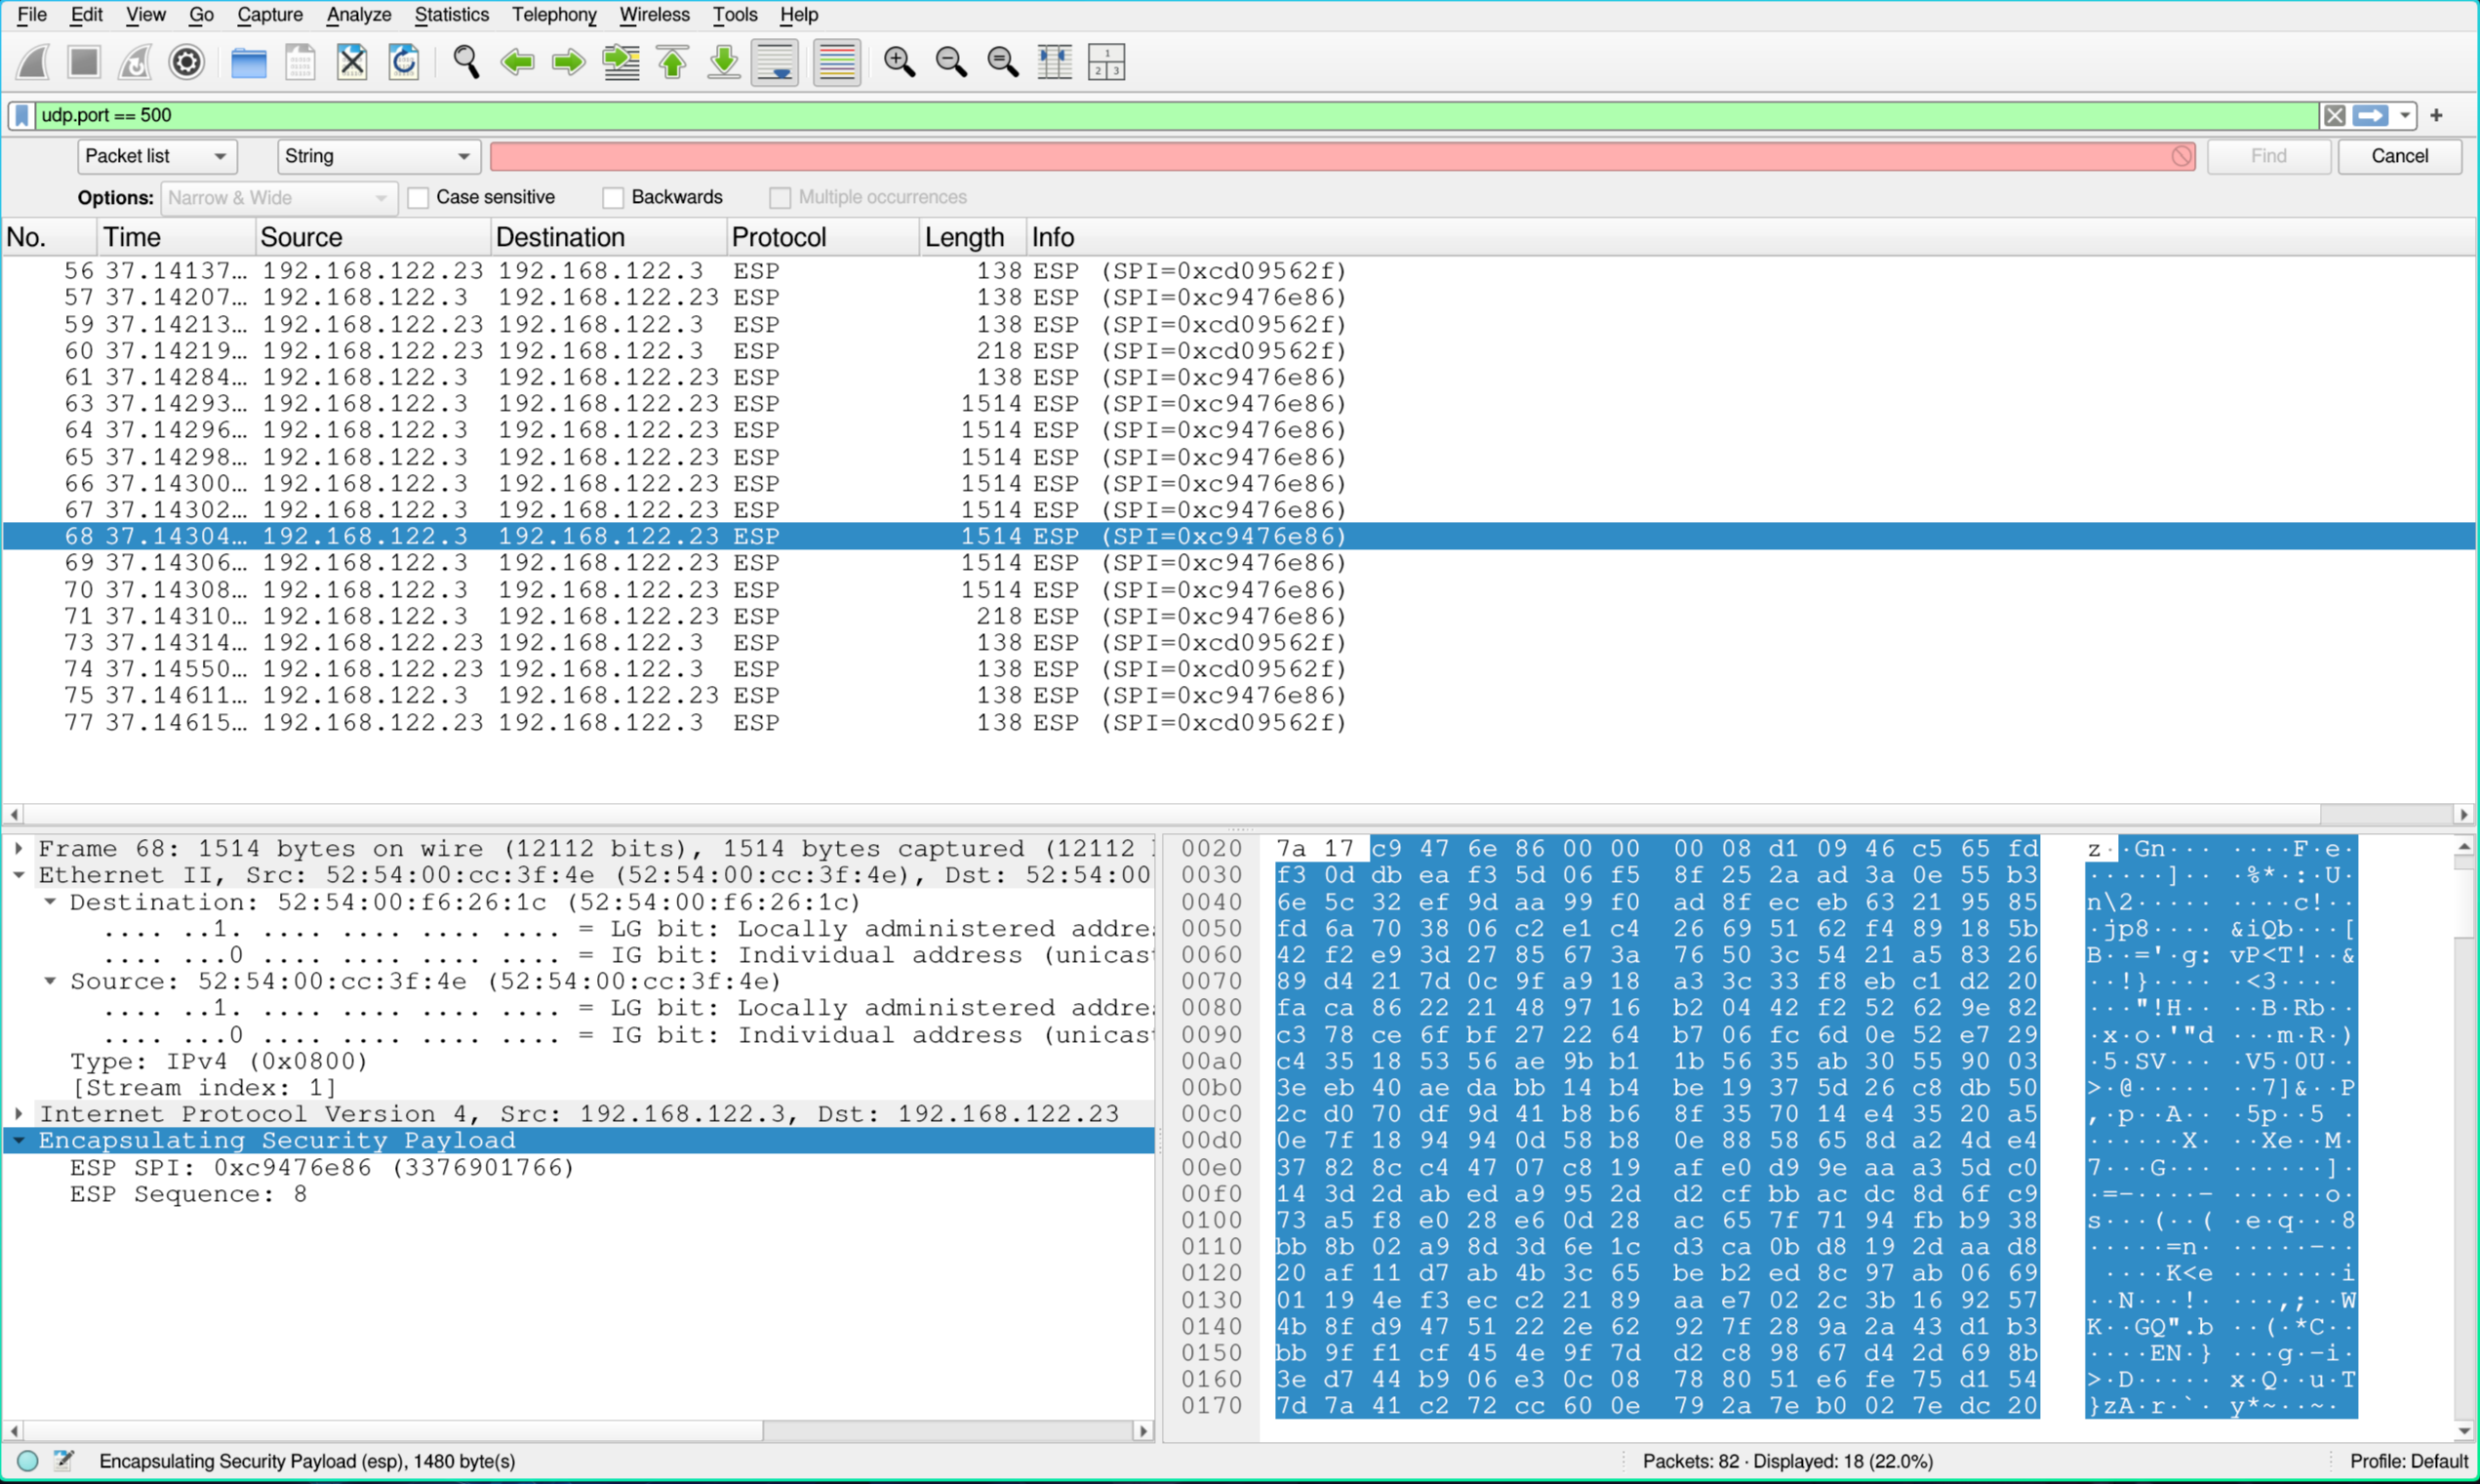 File Edit View Go Capture Analyze Statistics Telephony Wireless Tools Help
udp.port == 500
Packet list String Find Cancel
Options: Narrow & Wide Case sensitive Backwards Multiple occurrences
No. Time Source Destination Protocol Length Info
56 37.14137… 192.168.122.23 192.168.122.3 ESP 138 ESP (SPI=0xcd09562f)
57 37.14207… 192.168.122.3 192.168.122.23 ESP 138 ESP (SPI=0xc9476e86)
59 37.14213… 192.168.122.23 192.168.122.3 ESP 138 ESP (SPI=0xcd09562f)
60 37.14219… 192.168.122.23 192.168.122.3 ESP 218 ESP (SPI=0xcd09562f)
61 37.14284… 192.168.122.3 192.168.122.23 ESP 138 ESP (SPI=0xc9476e86)
63 37.14293… 192.168.122.3 192.168.122.23 ESP 1514 ESP (SPI=0xc9476e86)
64 37.14296… 192.168.122.3 192.168.122.23 ESP 1514 ESP (SPI=0xc9476e86)
65 37.14298… 192.168.122.3 192.168.122.23 ESP 1514 ESP (SPI=0xc9476e86)
66 37.14300… 192.168.122.3 192.168.122.23 ESP 1514 ESP (SPI=0xc9476e86)
67 37.14302… 192.168.122.3 192.168.122.23 ESP 1514 ESP (SPI=0xc9476e86)
68 37.14304… 192.168.122.3 192.168.122.23 ESP 1514 ESP (SPI=0xc9476e86)
69 37.14306… 192.168.122.3 192.168.122.23 ESP 1514 ESP (SPI=0xc9476e86)
70 37.14308… 192.168.122.3 192.168.122.23 ESP 1514 ESP (SPI=0xc9476e86)
71 37.14310… 192.168.122.3 192.168.122.23 ESP 218 ESP (SPI=0xc9476e86)
73 37.14314… 192.168.122.23 192.168.122.3 ESP 138 ESP (SPI=0xcd09562f)
74 37.14550… 192.168.122.23 192.168.122.3 ESP 138 ESP (SPI=0xcd09562f)
75 37.14611… 192.168.122.3 192.168.122.23 ESP 138 ESP (SPI=0xc9476e86)
77 37.14615… 192.168.122.23 192.168.122.3 ESP 138 ESP (SPI=0xcd09562f)
Frame 68: 1514 bytes on wire (12112 bits), 1514 bytes captured (12112
Ethernet II, Src: 52:54:00:cc:3f:4e (52:54:00:cc:3f:4e), Dst: 52:54:00
Destination: 52:54:00:f6:26:1c (52:54:00:f6:26:1c)
.... ..1. .... .... .... .... = LG bit: Locally administered addre
.... ...0 .... .... .... .... = IG bit: Individual address (unicas
Source: 52:54:00:cc:3f:4e (52:54:00:cc:3f:4e)
.... ..1. .... .... .... .... = LG bit: Locally administered addre
.... ...0 .... .... .... .... = IG bit: Individual address (unicas
Type: IPv4 (0x0800)
[Stream index: 1]
Internet Protocol Version 4, Src: 192.168.122.3, Dst: 192.168.122.23
Encapsulating Security Payload
ESP SPI: 0xc9476e86 (3376901766)
ESP Sequence: 8
0020 7a 17 c9 47 6e 86 00 00 00 08 d1 09 46 c5 65 fd z··Gn··· ····F·e·
0030 f3 0d db ea f3 5d 06 f5 8f 25 2a ad 3a 0e 55 b3 ·····]·· ·%*·:·U·
0040 6e 5c 32 ef 9d aa 99 f0 ad 8f ec eb 63 21 95 85 n\2····· ····c!··
0050 fd 6a 70 38 06 c2 e1 c4 26 69 51 62 f4 89 18 5b ·jp8···· &iQb···[
0060 42 f2 e9 3d 27 85 67 3a 76 50 3c 54 21 a5 83 26 B··='·g: vP<T!··&
0070 89 d4 21 7d 0c 9f a9 18 a3 3c 33 f8 eb c1 d2 20 ··!}···· ·<3····
0080 fa ca 86 22 21 48 97 16 b2 04 42 f2 52 62 9e 82 ···"!H·· ··B·Rb··
0090 c3 78 ce 6f bf 27 22 64 b7 06 fc 6d 0e 52 e7 29 ·x·o·'"d ···m·R·)
00a0 c4 35 18 53 56 ae 9b b1 1b 56 35 ab 30 55 90 03 ·5·SV··· ·V5·0U··
00b0 3e eb 40 ae da bb 14 b4 be 19 37 5d 26 c8 db 50 >·@····· ··7]&··P
00c0 2c d0 70 df 9d 41 b8 b6 8f 35 70 14 e4 35 20 a5 ,·p··A·· ·5p··5 ·
00d0 0e 7f 18 94 94 0d 58 b8 0e 88 58 65 8d a2 4d e4 ······X· ··Xe··M·
00e0 37 82 8c c4 47 07 c8 19 af e0 d9 9e aa a3 5d c0 7···G··· ······]·
00f0 14 3d 2d ab ed a9 95 2d d2 cf bb ac dc 8d 6f c9 ·=-····- ······o·
0100 73 a5 f8 e0 28 e6 0d 28 ac 65 7f 71 94 fb b9 38 s···(··( ·e·q···8
0110 bb 8b 02 a9 8d 3d 6e 1c d3 ca 0b d8 19 2d aa d8 ·····=n· ·····-··
0120 20 af 11 d7 ab 4b 3c 65 be b2 ed 8c 97 ab 06 69 ····K<e ·······i
0130 01 19 4e f3 ec c2 21 89 aa e7 02 2c 3b 16 92 57 ··N···!· ···,;··W
0140 4b 8f d9 47 51 22 2e 62 92 7f 28 9a 2a 43 d1 b3 K··GQ".b ··(·*C··
0150 bb 9f f1 cf 45 4e 9f 7d d2 c8 98 67 d4 2d 69 8b ····EN·} ···g·-i·
0160 3e d7 44 b9 06 e3 0c 08 78 80 51 e6 fe 75 d1 54 >·D····· x·Q··u·T
0170 7d 7a 41 c2 72 cc 60 0e 79 2a 7e b0 02 7e dc 20 }zA·r·`· y*~··~·
Encapsulating Security Payload (esp), 1480 byte(s) Packets: 82 · Displayed: 18 (22.0%) Profile: Default